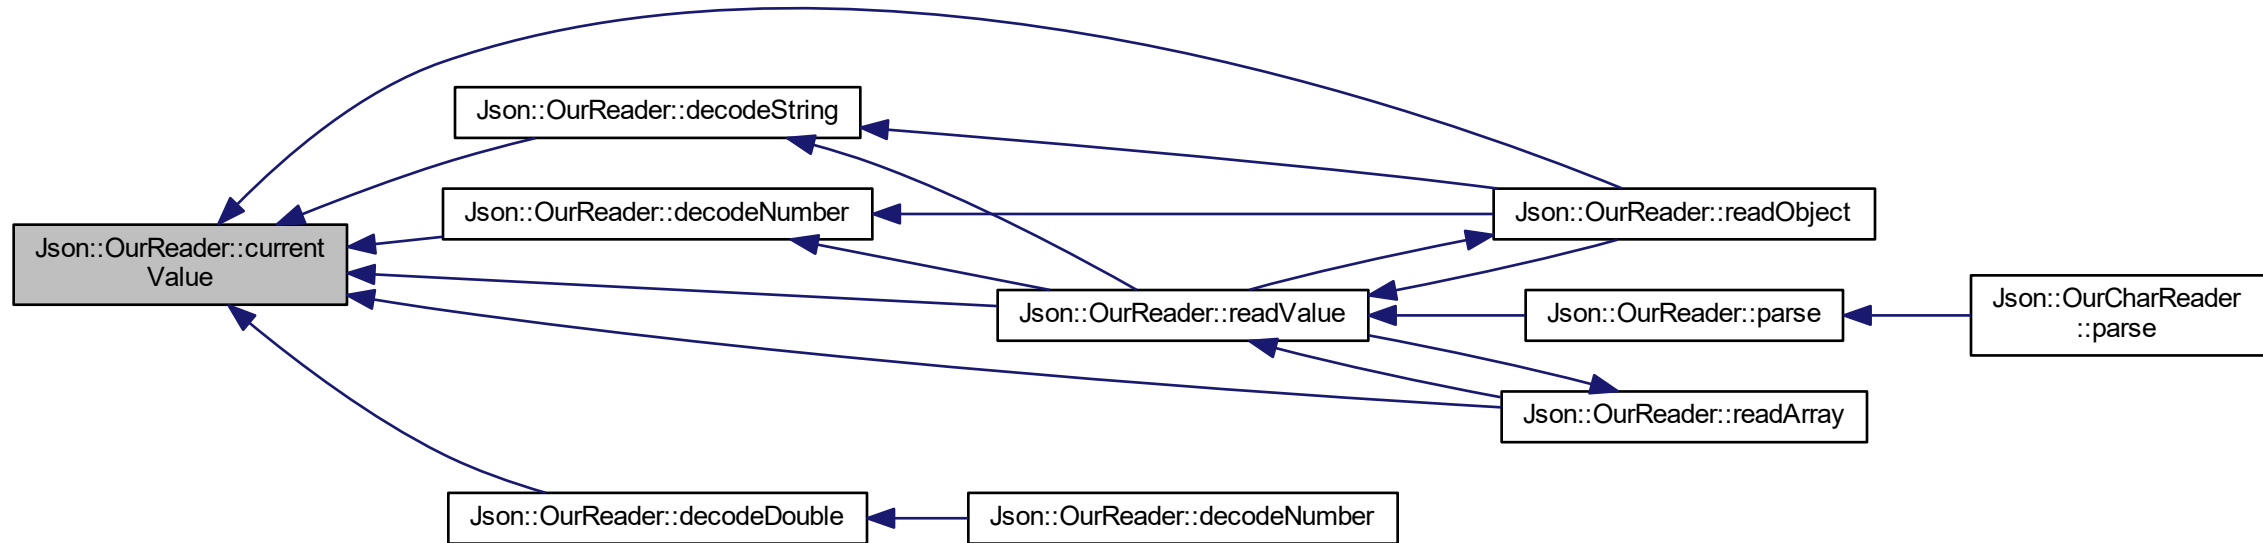 Json::OurReader::decodeString
Json::OurReader::decodeNumber
Json::OurReader::readObject
Json::OurReader::current
Value
Json::OurReader::readValue
Json::OurReader::parse
Json::OurCharReader
::parse
Json::OurReader::readArray
Json::OurReader::decodeDouble
Json::OurReader::decodeNumber